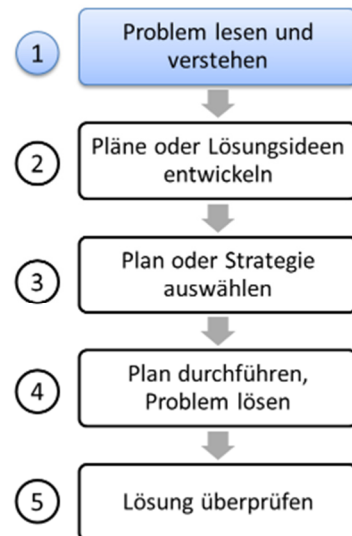 1
Problem lesen und
verstehen
2
Pläne oder Lösungsideen
entwickeln
3
Plan oder Strategie
auswählen
4
Plan durchführen,
Problem lösen
5
Lösung überprüfen